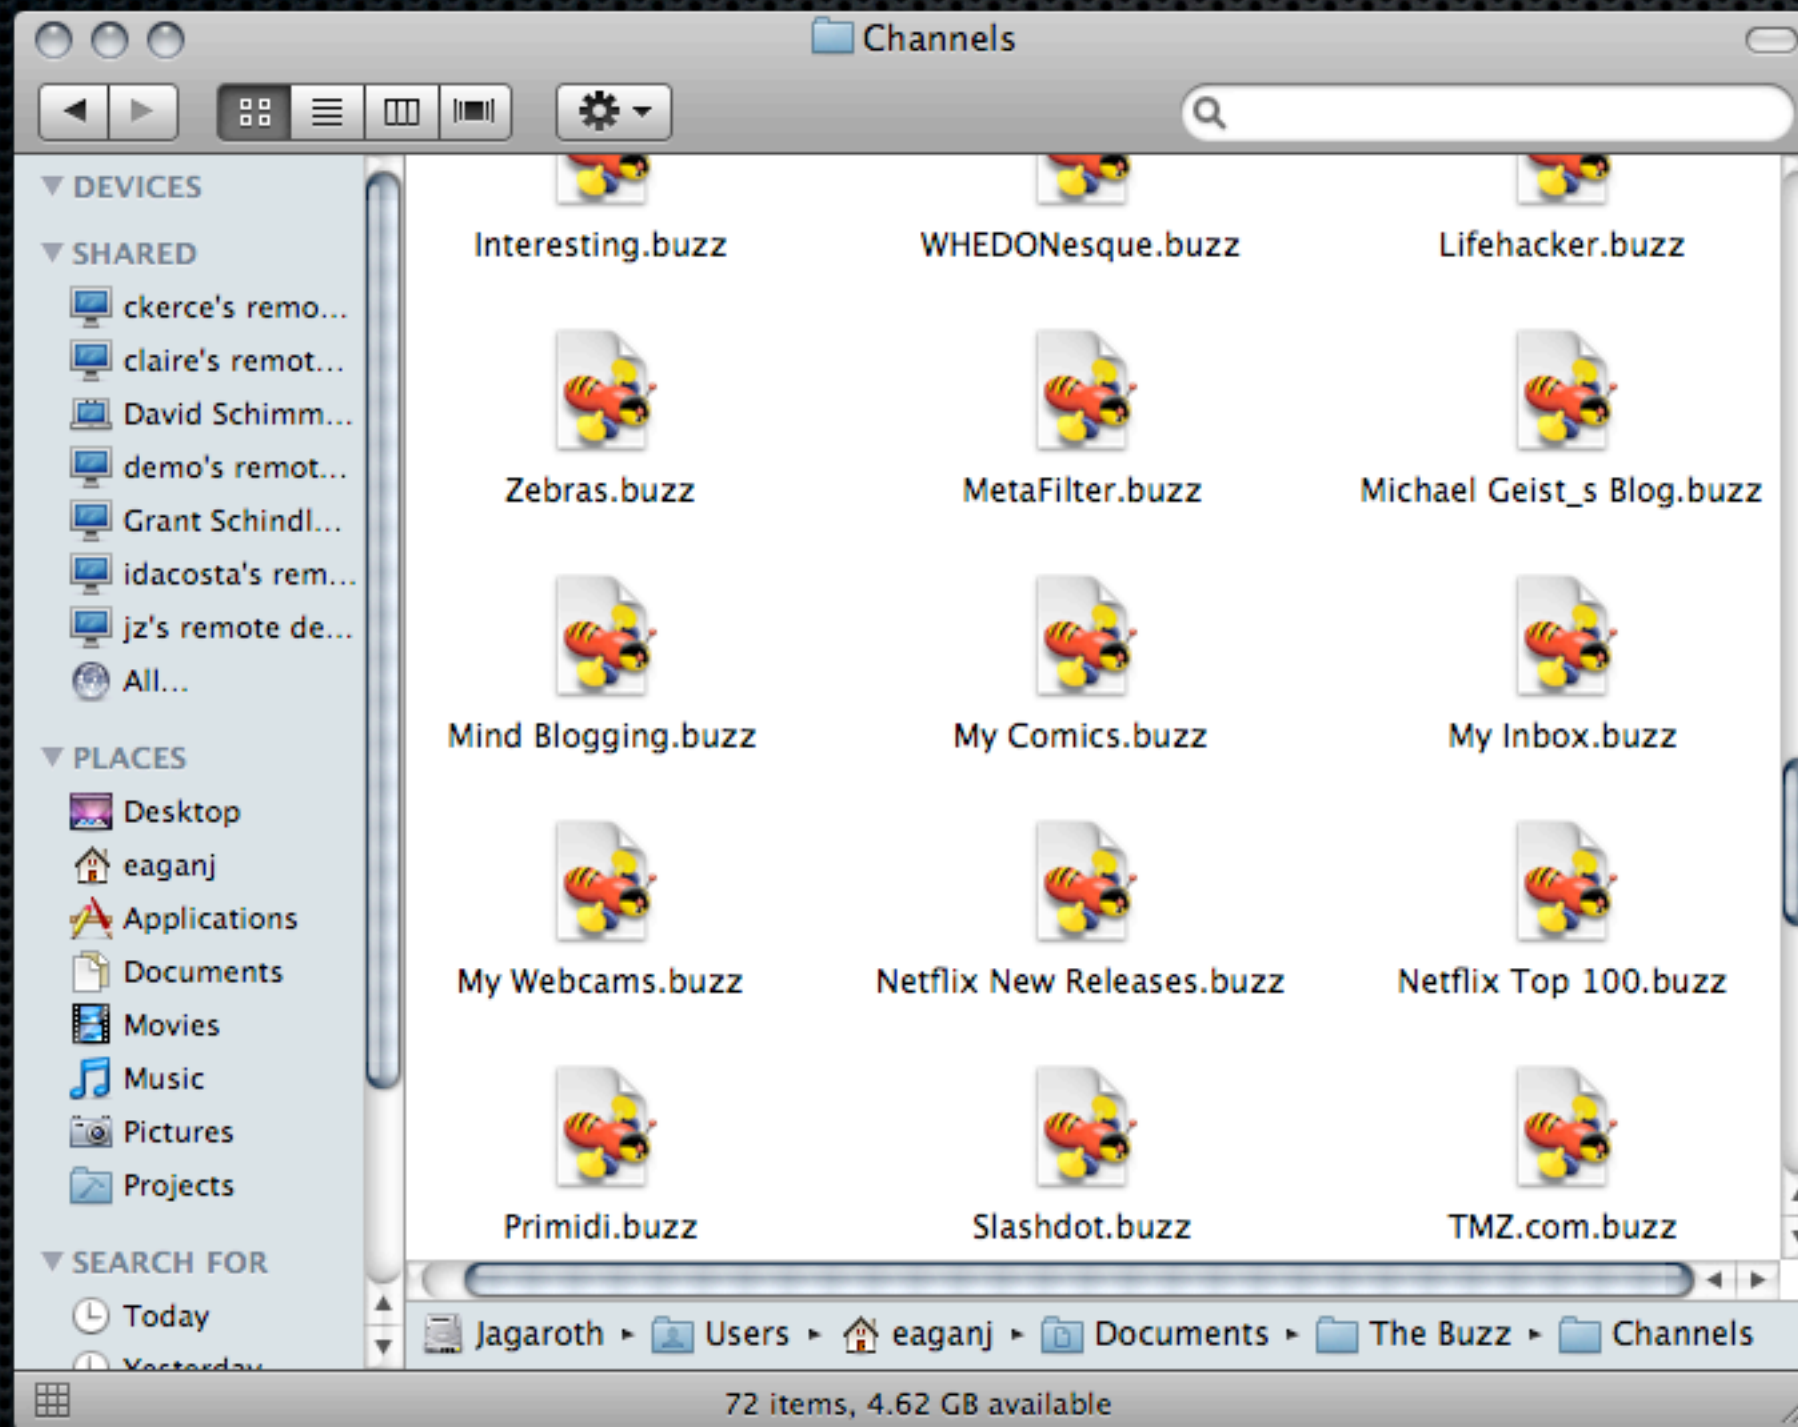 Channels
DEVICES
SHARED
ckerce's remo...
claire's remot...
David Schimm...
demo's remot...
Grant Schindl...
idacosta's rem...
jz's remote de...
All...
PLACES
Desktop
eaganj
Applications
Documents
Movies
Music
Pictures
Projects
SEARCH FOR
Today
Yesterday
Interesting.buzz WHEDONesque.buzz Lifehacker.buzz
Zebras.buzz MetaFilter.buzz Michael Geist_s Blog.buzz
Mind Blogging.buzz My Comics.buzz My Inbox.buzz
My Webcams.buzz Netflix New Releases.buzz Netflix Top 100.buzz
Primidi.buzz Slashdot.buzz TMZ.com.buzz
Jagaroth ▸ Users ▸ eaganj ▸ Documents ▸ The Buzz ▸ Channels
72 items, 4.62 GB available